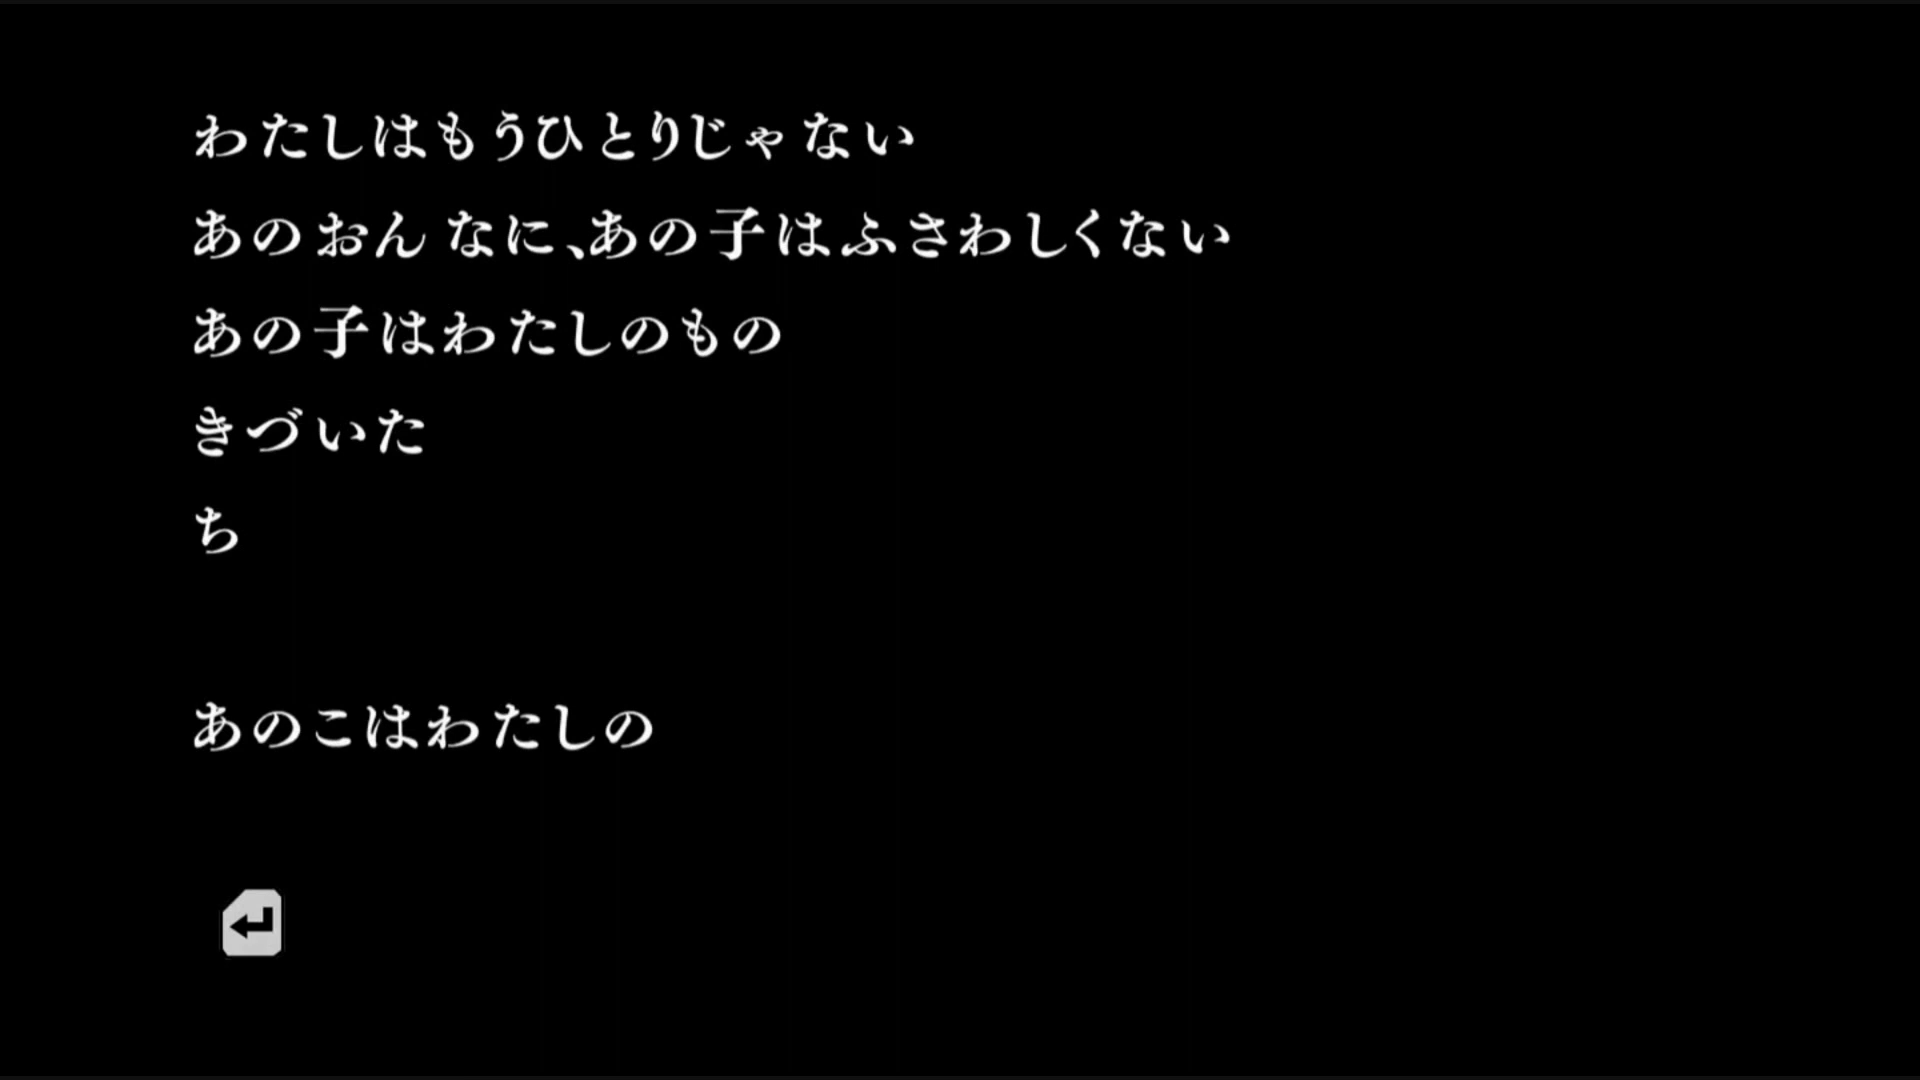 わたしはもうひとりじゃない
あのおんなに、あの子はふさわしくない
あの子はわたしのもの
きづいた
ち
あのこはわたしの